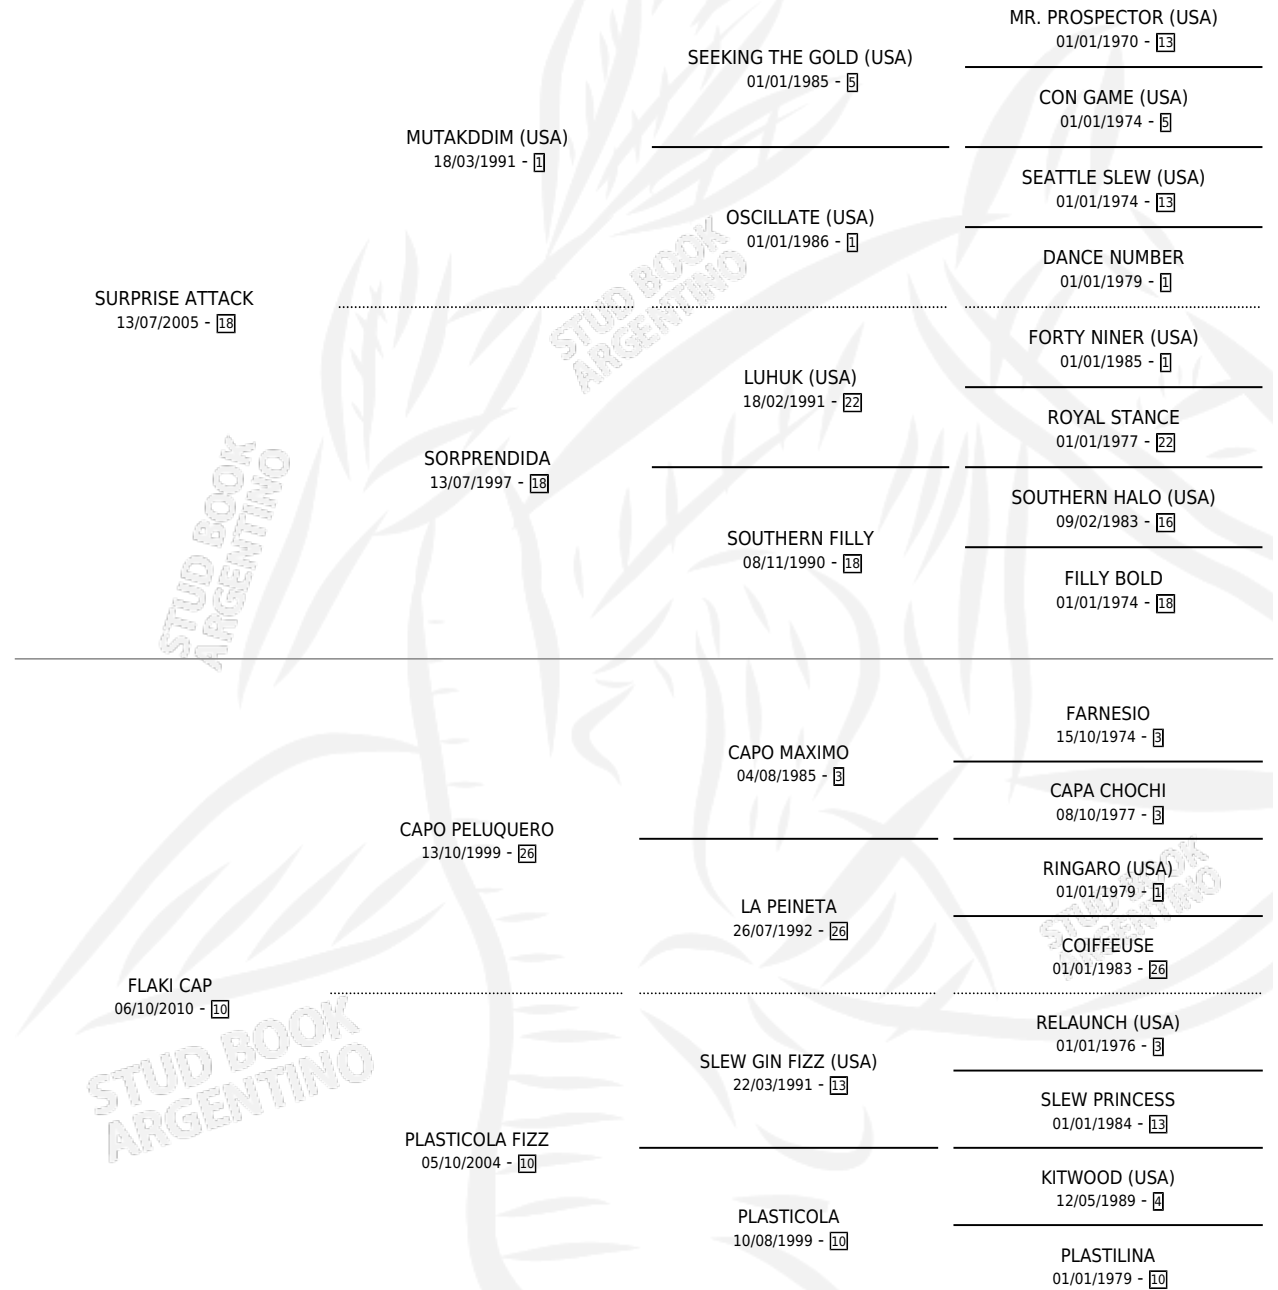 MR. PROSPECTOR (USA)
01/01/1970 - 13
SEEKING THE GOLD (USA)
01/01/1985 - 5
CON GAME (USA)
01/01/1974 - 5
MUTAKDDIM (USA)
18/03/1991 - 1
SEATTLE SLEW (USA)
01/01/1974 - 13
OSCILLATE (USA)
01/01/1986 - 1
DANCE NUMBER
01/01/1979 - 1
SURPRISE ATTACK
13/07/2005 - 18
STUD BOOK
ARGENTINO
FORTY NINER (USA)
01/01/1985 - 1
LUHUK (USA)
18/02/1991 - 22
ROYAL STANCE
01/01/1977 - 22
SORPRENDIDA
13/07/1997 - 18
SOUTHERN HALO (USA)
09/02/1983 - 16
SOUTHERN FILLY
08/11/1990 - 18
FILLY BOLD
01/01/1974 - 18
STUD BOOK
ARGENTINO
FARNESIO
15/10/1974 - 3
CAPO MAXIMO
04/08/1985 - 3
CAPA CHOCHI
08/10/1977 - 3
CAPO PELUQUERO
13/10/1999 - 26
RINGARO (USA)
01/01/1979 - 1
LA PEINETA
26/07/1992 - 26
STUD BOOK
ARGENTINO
COIFFEUSE
01/01/1983 - 26
FLAKI CAP
06/10/2010 - 10
STUD BOOK
ARGENTINO
RELAUNCH (USA)
01/01/1976 - 3
SLEW GIN FIZZ (USA)
22/03/1991 - 13
SLEW PRINCESS
01/01/1984 - 13
PLASTICOLA FIZZ
05/10/2004 - 10
KITWOOD (USA)
12/05/1989 - 4
PLASTICOLA
10/08/1999 - 10
PLASTILINA
01/01/1979 - 10